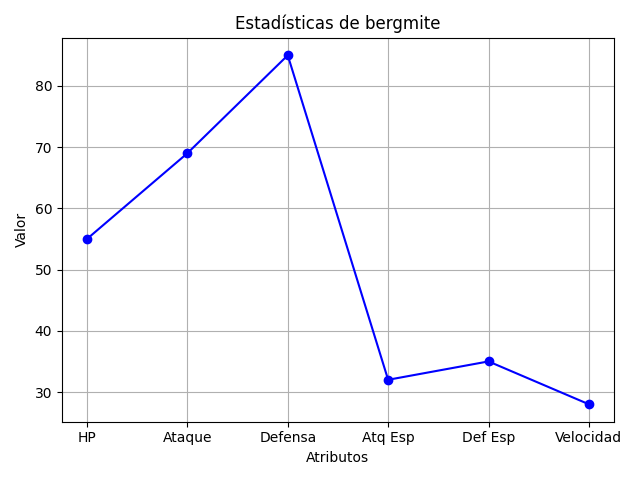 Estadísticas de bergmite
Valor
80
70
60
50
40
30
HP Ataque Defensa Atq Esp Def Esp Velocidad
Atributos